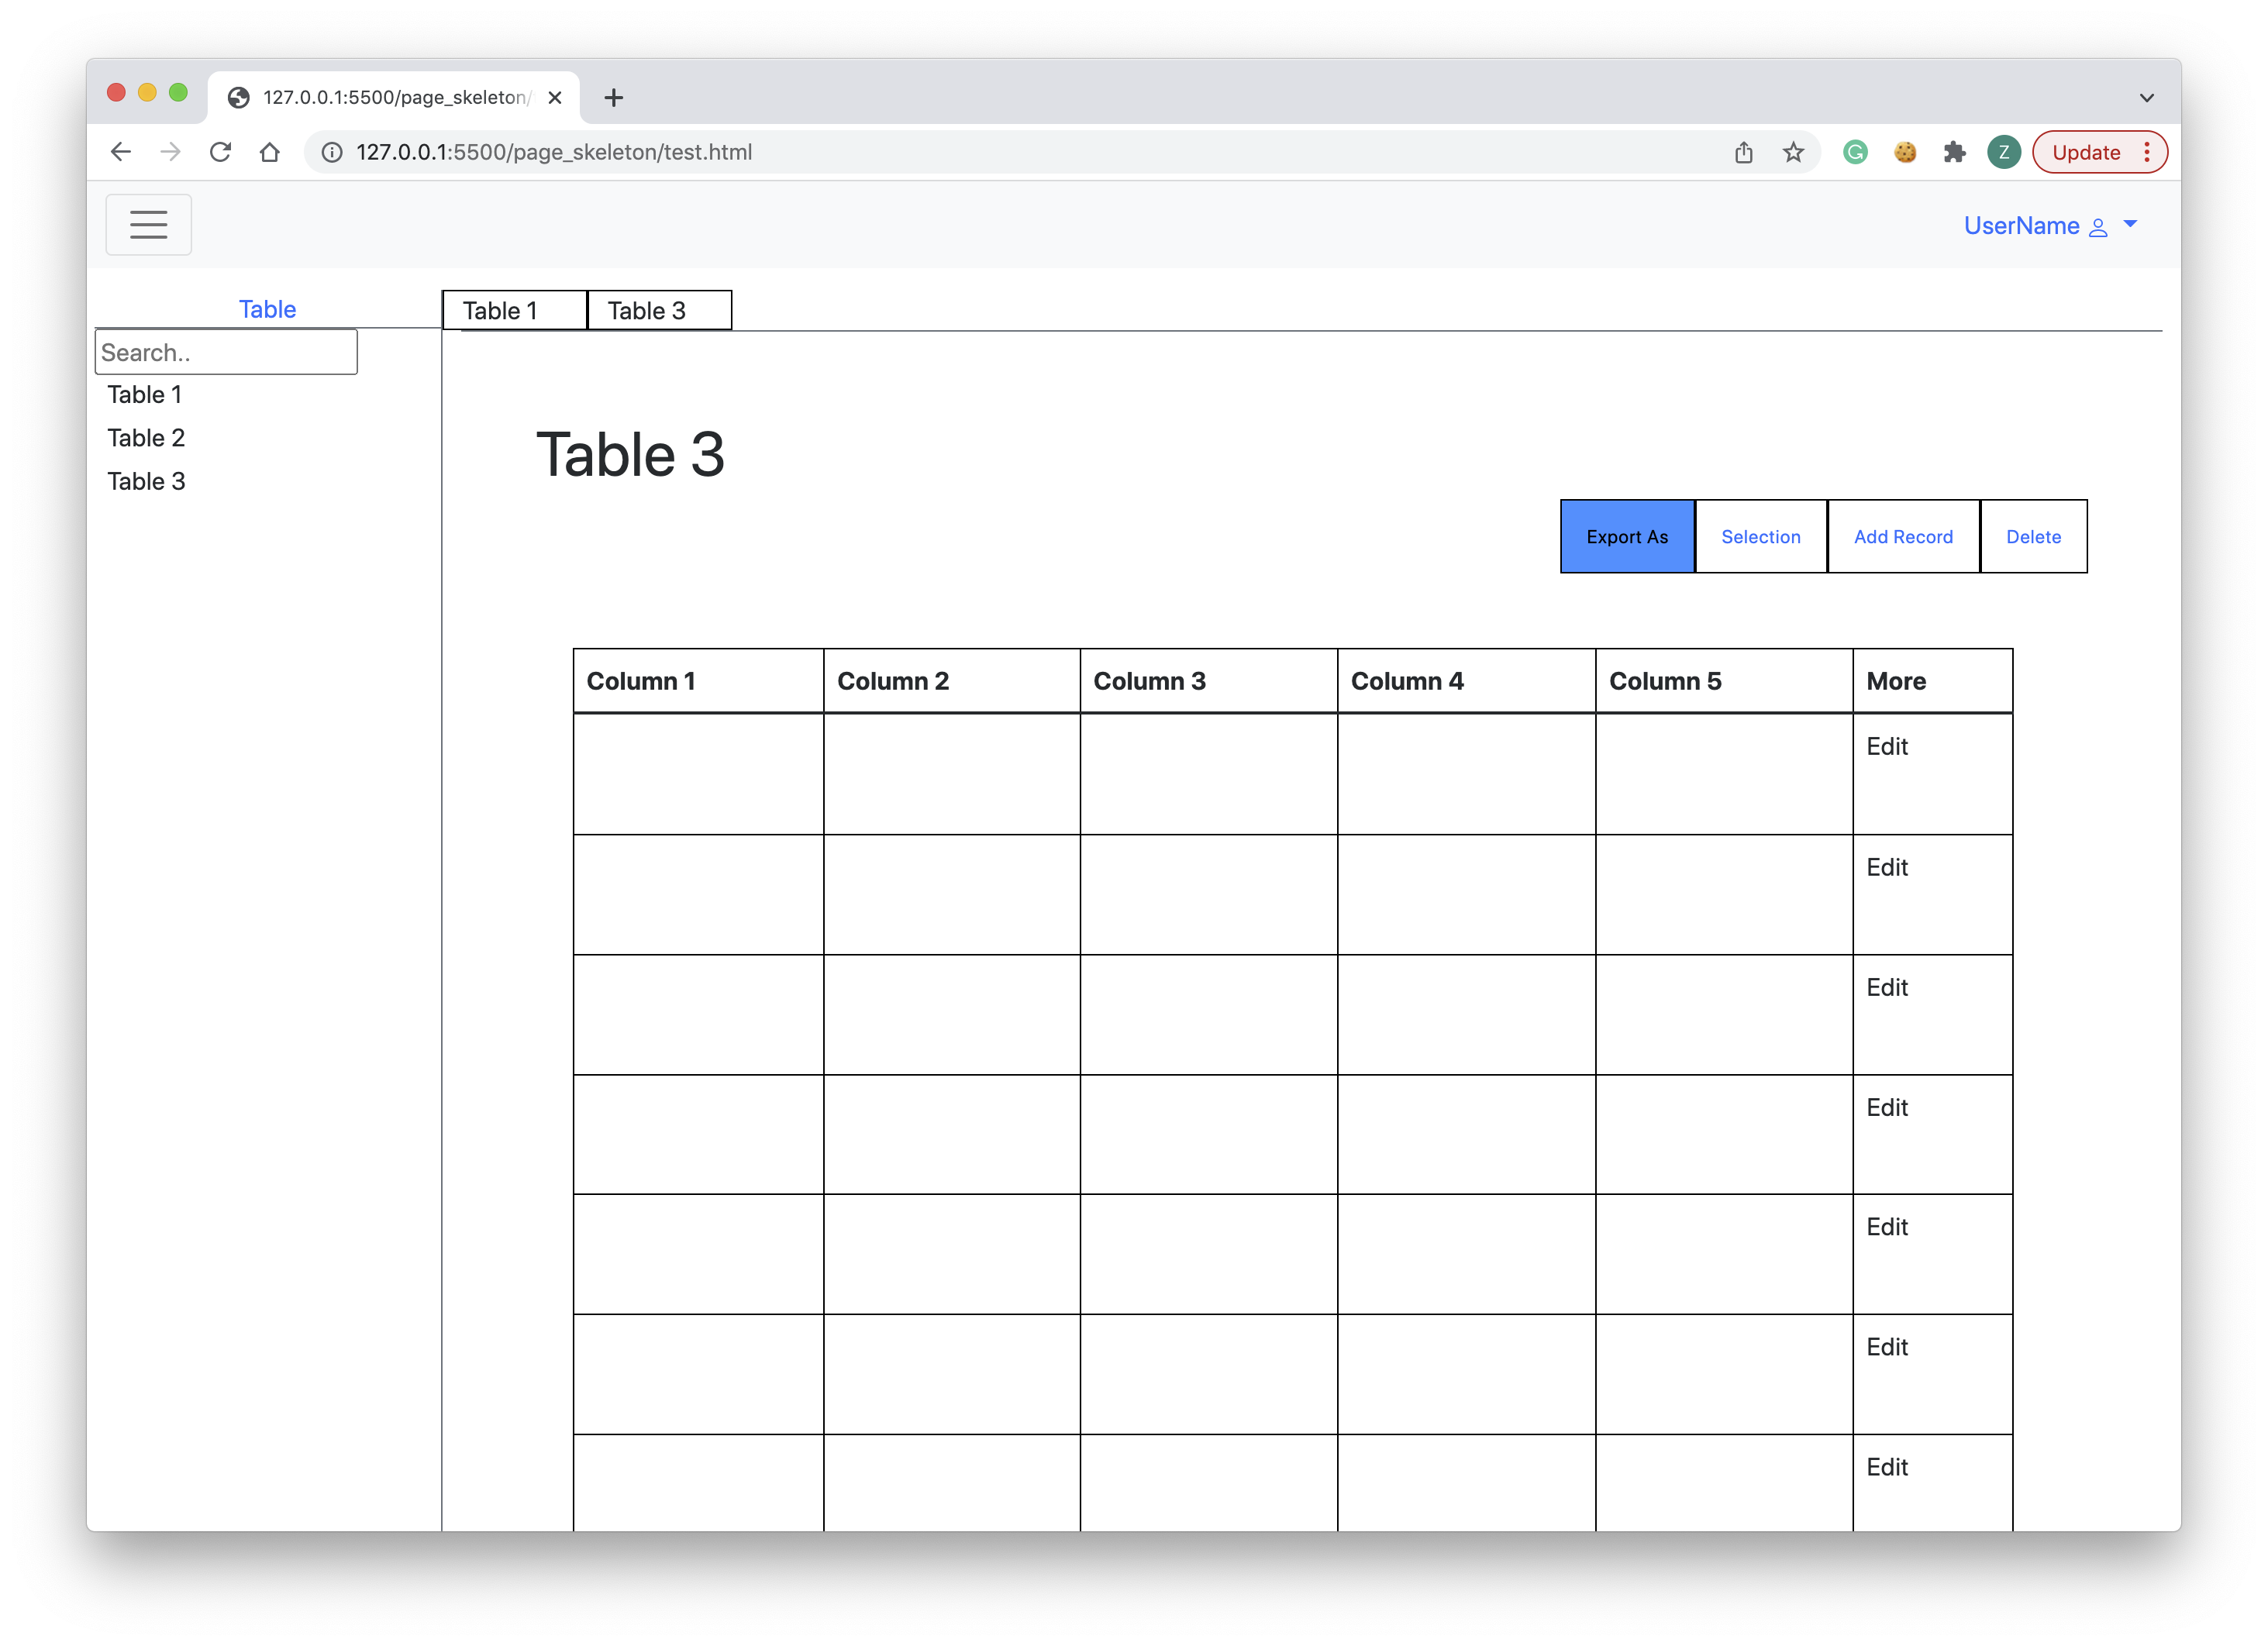 127.0.0.1:5500/page_skeleton/
127.0.0.1:5500/page_skeleton/test.html
Z
Update
UserName
Table
Table 1 Table 3
Search..
Table 1
Table 2
Table 3
Table 3
Export As Selection Add Record Delete
Column 1 Column 2 Column 3 Column 4 Column 5 More
Edit
Edit
Edit
Edit
Edit
Edit
Edit